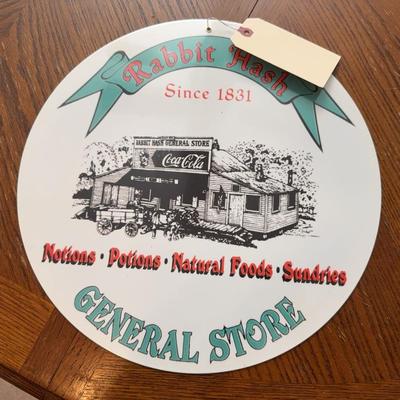 Rabbit Hash
Since 1831
RABBIT HASH GENERAL STORE
Coca-Cola
Notions · Potions · Natural Foods · Sundries
GENERAL STORE